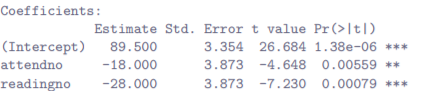 Coefficients:
Estimate Std. Error t value Pr(>|t|)
(Intercept) 89.500 3.354 26.684 1.38e-06 ***
attendno -18.000 3.873 -4.648 0.00559 **
readingno -28.000 3.873 -7.230 0.00079 ***